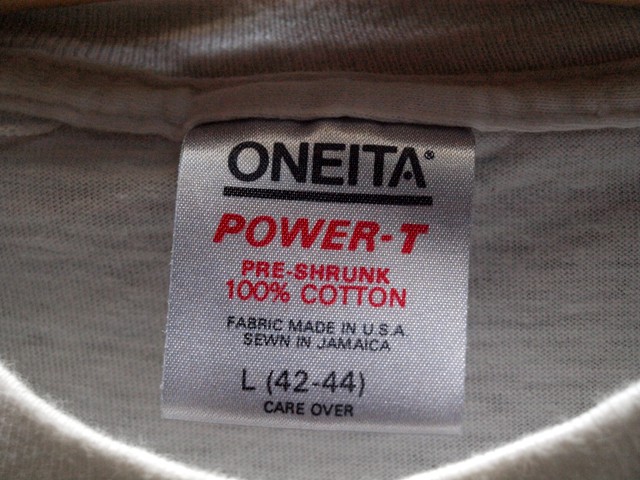 ONEITA®
POWER-T
PRE-SHRUNK
100% COTTON
FABRIC MADE IN U.S.A
SEWN IN JAMAICA
L (42-44)
CARE OVER